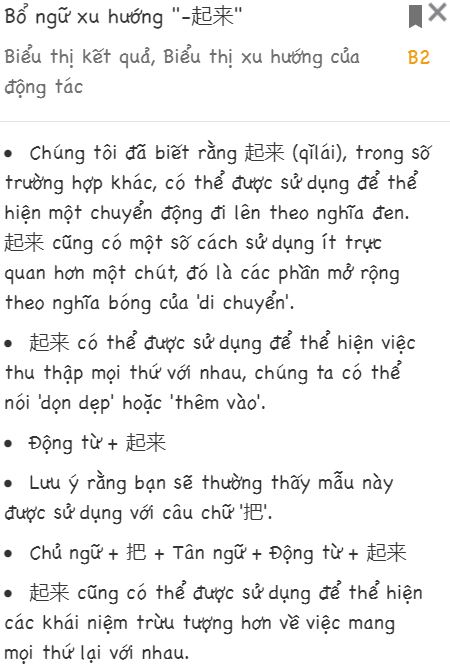 Bổ ngữ xu hướng "-起来"
Biểu thị kết quả, Biểu thị xu hướng của B2
động tác
• Chúng tôi đã biết rằng 起来 (qǐlái), trong số
trường hợp khác, có thể được sử dụng để thể
hiện một chuyển động đi lên theo nghĩa đen.
起来 cũng có một số cách sử dụng ít trực
quan hơn một chút, đó là các phần mở rộng
theo nghĩa bóng của 'di chuyển'.
• 起来 có thể được sử dụng để thể hiện việc
thu thập mọi thứ với nhau, chúng ta có thể
nói 'dọn dẹp' hoặc 'thêm vào'.
• Động từ + 起来
• Lưu ý rằng bạn sẽ thường thấy mẫu này
được sử dụng với câu chữ '把'.
• Chủ ngữ + 把 + Tân ngữ + Động từ + 起来
• 起来 cũng có thể được sử dụng để thể hiện
các khái niệm trừu tượng hơn về việc mang
mọi thứ lại với nhau.